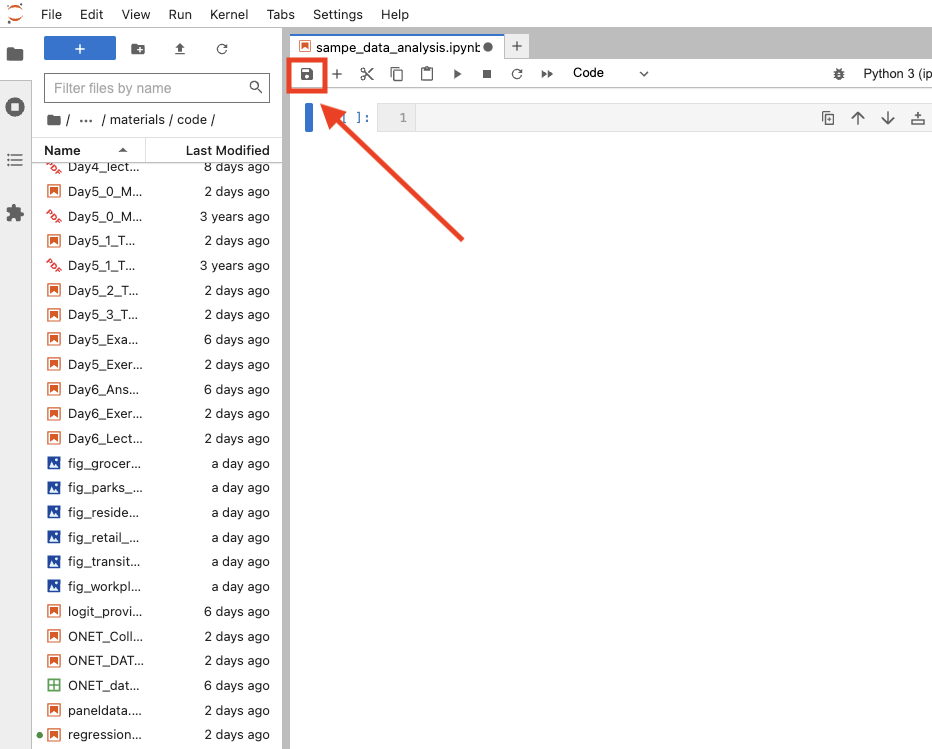 File Edit View Run Kernel Tabs Settings Help
sampe_data_analysis.ipynb
Code
Python 3 (ip
[ ]: 1
Filter files by name
/ ··· / materials / code /
Name Last Modified
Day4_lect... 8 days ago
Day5_0_M... 2 days ago
PDF Day5_0_M... 3 years ago
Day5_1_T... 2 days ago
PDF Day5_1_T... 3 years ago
Day5_2_T... 2 days ago
Day5_3_T... 2 days ago
Day5_Exa... 6 days ago
Day5_Exer... 2 days ago
Day6_Ans... 6 days ago
Day6_Exer... 2 days ago
Day6_Lect... 2 days ago
fig_grocer... a day ago
fig_parks_... a day ago
fig_reside... a day ago
fig_retail_... a day ago
fig_transit... a day ago
fig_workpl... a day ago
logit_provi... 6 days ago
ONET_Coll... 2 days ago
ONET_DAT... 2 days ago
ONET_dat... 6 days ago
paneldata.... 2 days ago
regression... 2 days ago